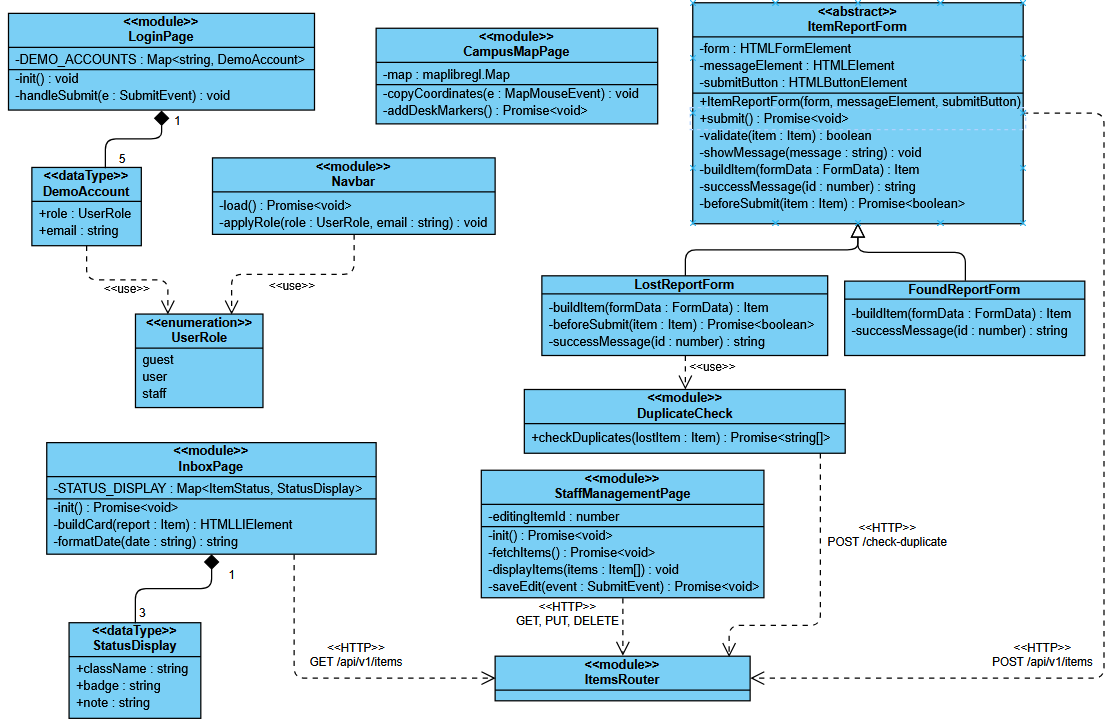 <<module>>
LoginPage
-DEMO_ACCOUNTS : Map<string, DemoAccount>
-init() : void
-handleSubmit(e : SubmitEvent) : void
1
5
<<dataType>>
DemoAccount
+role : UserRole
+email : string
<<module>>
CampusMapPage
-map : maplibregl.Map
-copyCoordinates(e : MapMouseEvent) : void
-addDeskMarkers() : Promise<void>
<<abstract>>
ItemReportForm
-form : HTMLFormElement
-messageElement : HTMLElement
-submitButton : HTMLButtonElement
+ItemReportForm(form, messageElement, submitButton)
+submit() : Promise<void>
-validate(item : Item) : boolean
-showMessage(message : string) : void
-buildItem(formData : FormData) : Item
-successMessage(id : number) : string
-beforeSubmit(item : Item) : Promise<boolean>
<<module>>
Navbar
-load() : Promise<void>
-applyRole(role : UserRole, email : string) : void
<<use>>
<<use>>
<<enumeration>>
UserRole
guest
user
staff
LostReportForm
-buildItem(formData : FormData) : Item
-beforeSubmit(item : Item) : Promise<boolean>
-successMessage(id : number) : string
FoundReportForm
-buildItem(formData : FormData) : Item
-successMessage(id : number) : string
<<use>>
<<module>>
DuplicateCheck
+checkDuplicates(lostItem : Item) : Promise<string[]>
<<module>>
InboxPage
-STATUS_DISPLAY : Map<ItemStatus, StatusDisplay>
-init() : Promise<void>
-buildCard(report : Item) : HTMLLIElement
-formatDate(date : string) : string
1
3
<<dataType>>
StatusDisplay
+className : string
+badge : string
+note : string
<<module>>
StaffManagementPage
-editingItemId : number
-init() : Promise<void>
-fetchItems() : Promise<void>
-displayItems(items : Item[]) : void
-saveEdit(event : SubmitEvent) : Promise<void>
<<HTTP>>
POST /check-duplicate
<<HTTP>>
GET, PUT, DELETE
<<HTTP>>
GET /api/v1/items
<<HTTP>>
POST /api/v1/items
<<module>>
ItemsRouter